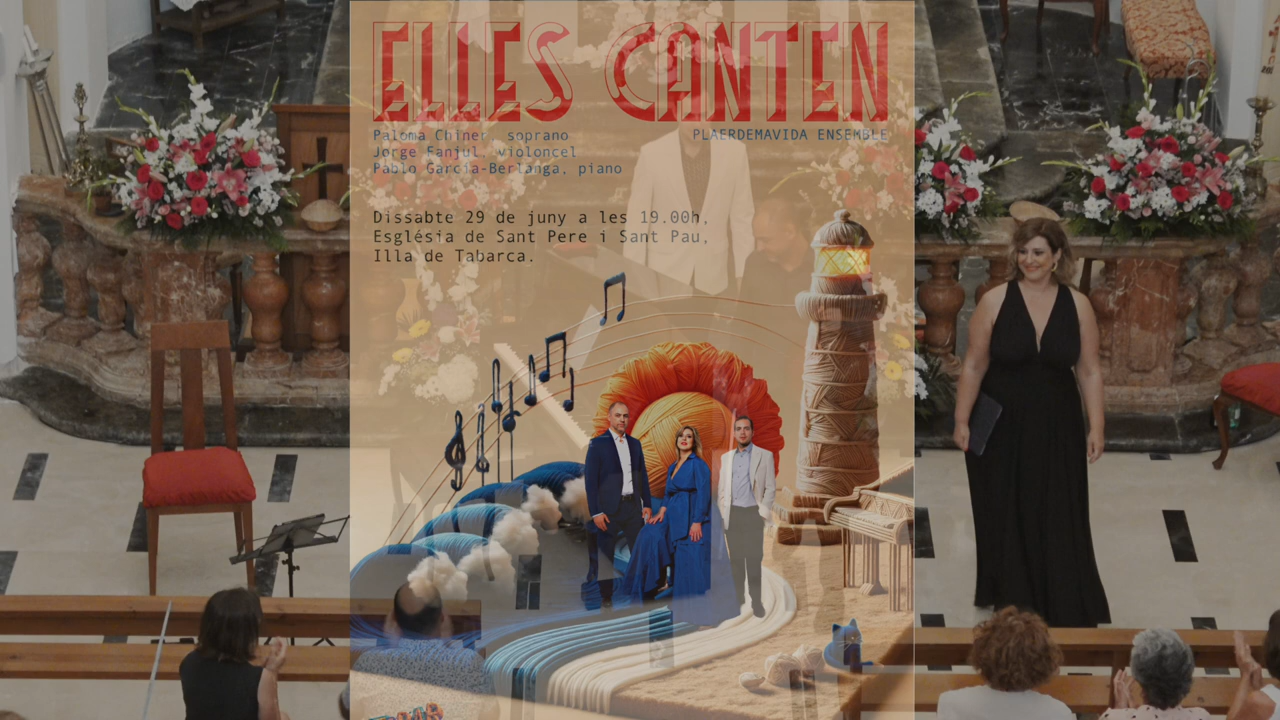 ELLES CANTEN
Paloma Chiner, soprano
Jorge Fanjul, violoncel
Pablo García-Berlanga, piano
PLAERDEMAVIDA ENSEMBLE
Dissabte 29 de juny a les 19.00h,
Església de Sant Pere i Sant Pau,
Illa de Tabarca.